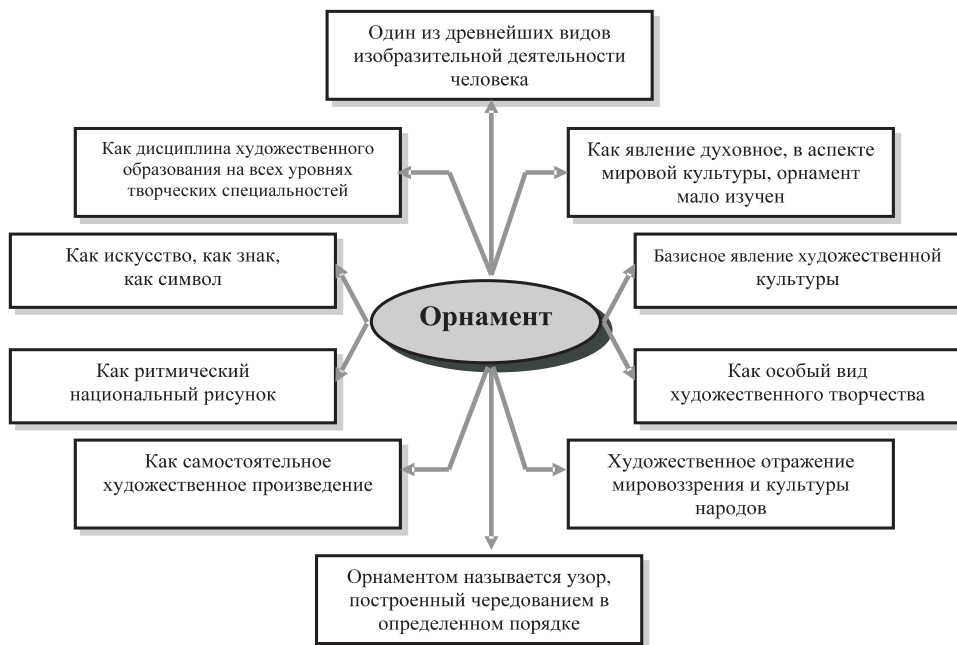 Один из древнейших видов
изобразительной деятельности
человека
Как дисциплина художественного
образования на всех уровнях
творческих специальностей
Как явление духовное, в аспекте
мировой культуры, орнамент
мало изучен
Как искусство, как знак,
как символ
Базисное явление художественной
культуры
Орнамент
Как ритмический
национальный рисунок
Как особый вид
художественного творчества
Как самостоятельное
художественное произведение
Художественное отражение
мировоззрения и культуры
народов
Орнаментом называется узор,
построенный чередованием в
определенном порядке